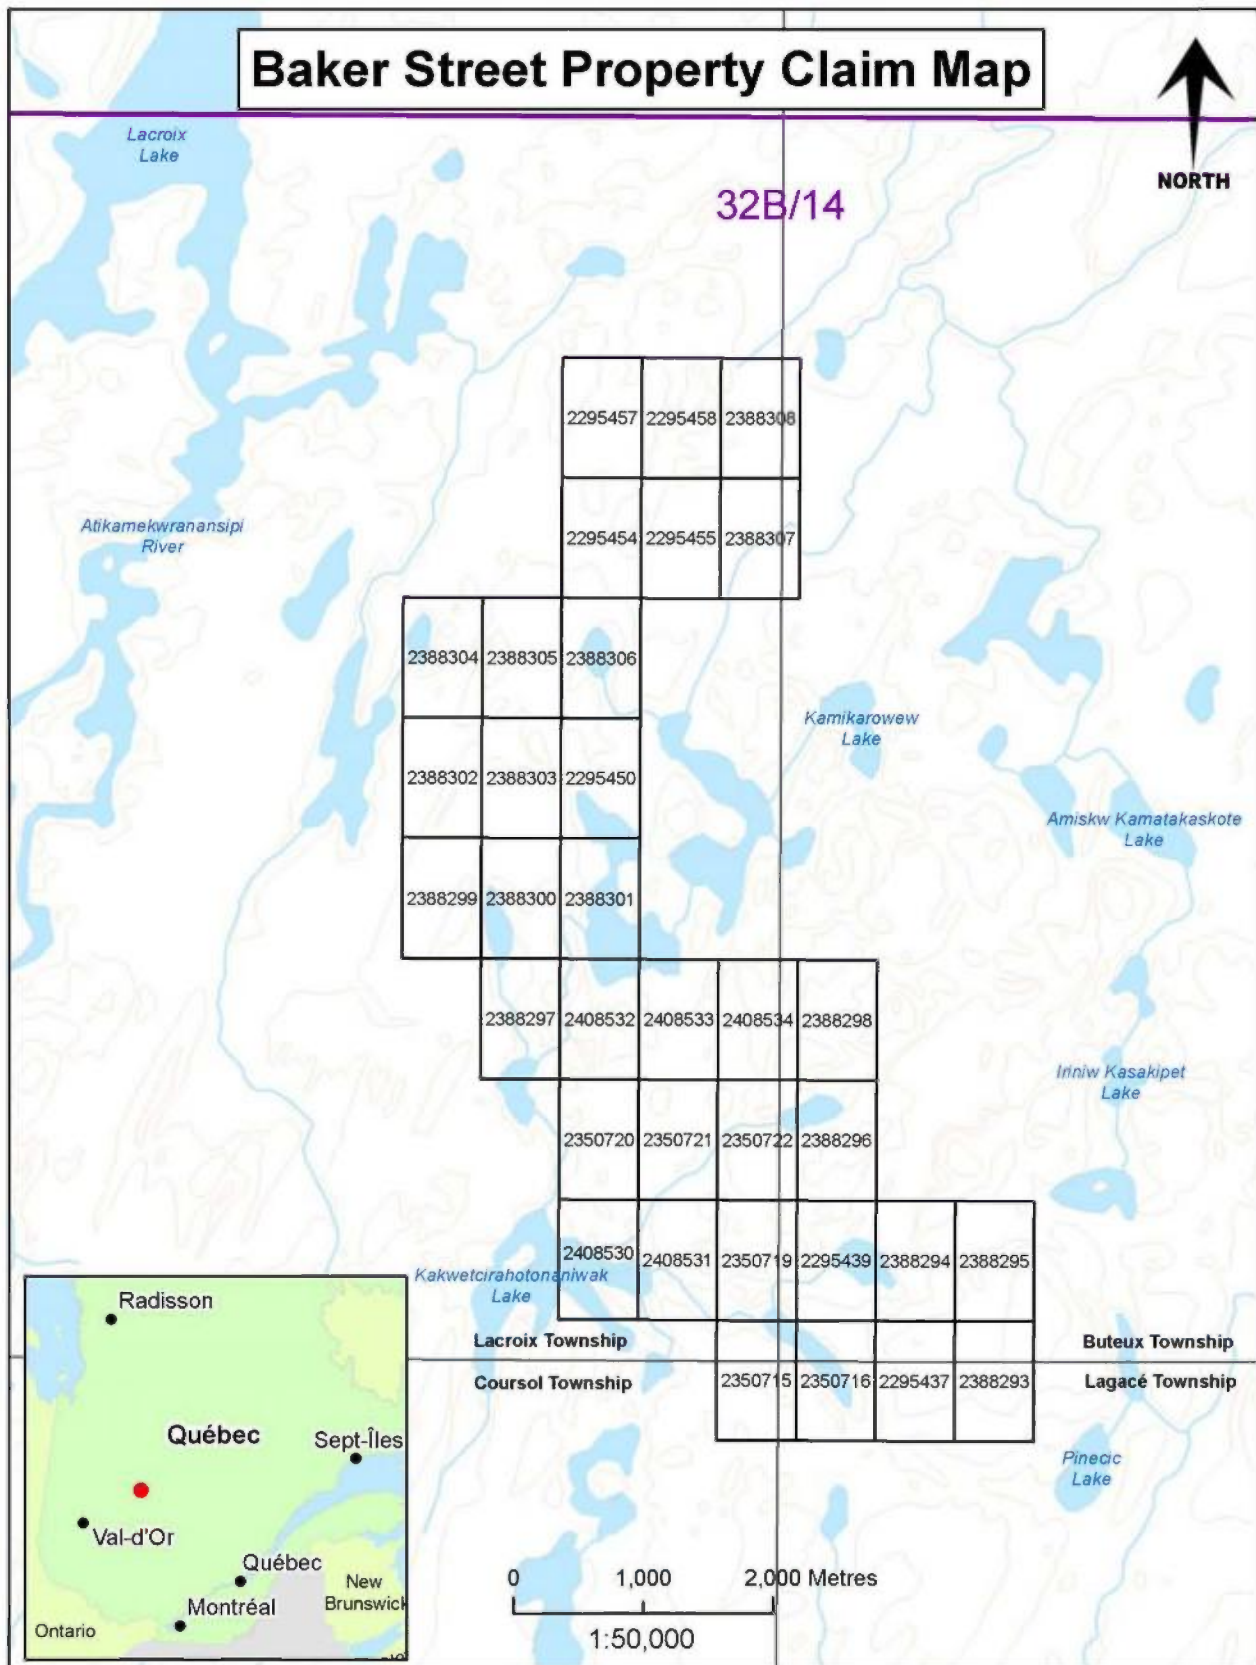 Baker Street Property Claim Map
NORTH
Lacroix
Lake
32B/14
2295457 2295458 2388308
Atikamekwranansipi
River
2295454 2295455 2388307
2388304 2388305 2388306
Kamikarowew
Lake
2388302 2388303 2295450
Amiskw Kamatakaskote
Lake
2388299 2388300 2388301
2388297 2408532 2408533 2408534 2388298
Iriniw Kasakipet
Lake
2350720 2350721 2350722 2388296
2408530 2408531 2350719 2295439 2388294 2388295
Kakwetcirahotonaniwak
Lake
Lacroix Township
Buteux Township
Coursol Township
Lagacé Township
2350715 2350716 2295437 2388293
Pinecic
Lake
Radisson
Québec
Sept-Îles
Val-d'Or
Québec
New
Brunswick
Montréal
Ontario
0 1,000 2,000 Metres
1:50,000